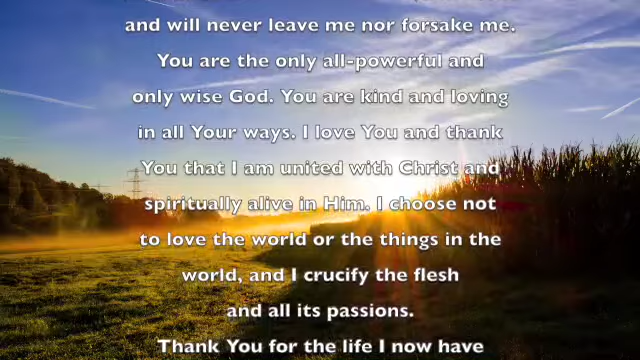 and will never leave me nor forsake me.
You are the only all-powerful and
only wise God. You are kind and loving
in all Your ways. I love You and thank
You that I am united with Christ and
spiritually alive in Him. I choose not
to love the world or the things in the
world, and I crucify the flesh
and all its passions.
Thank You for the life I now have